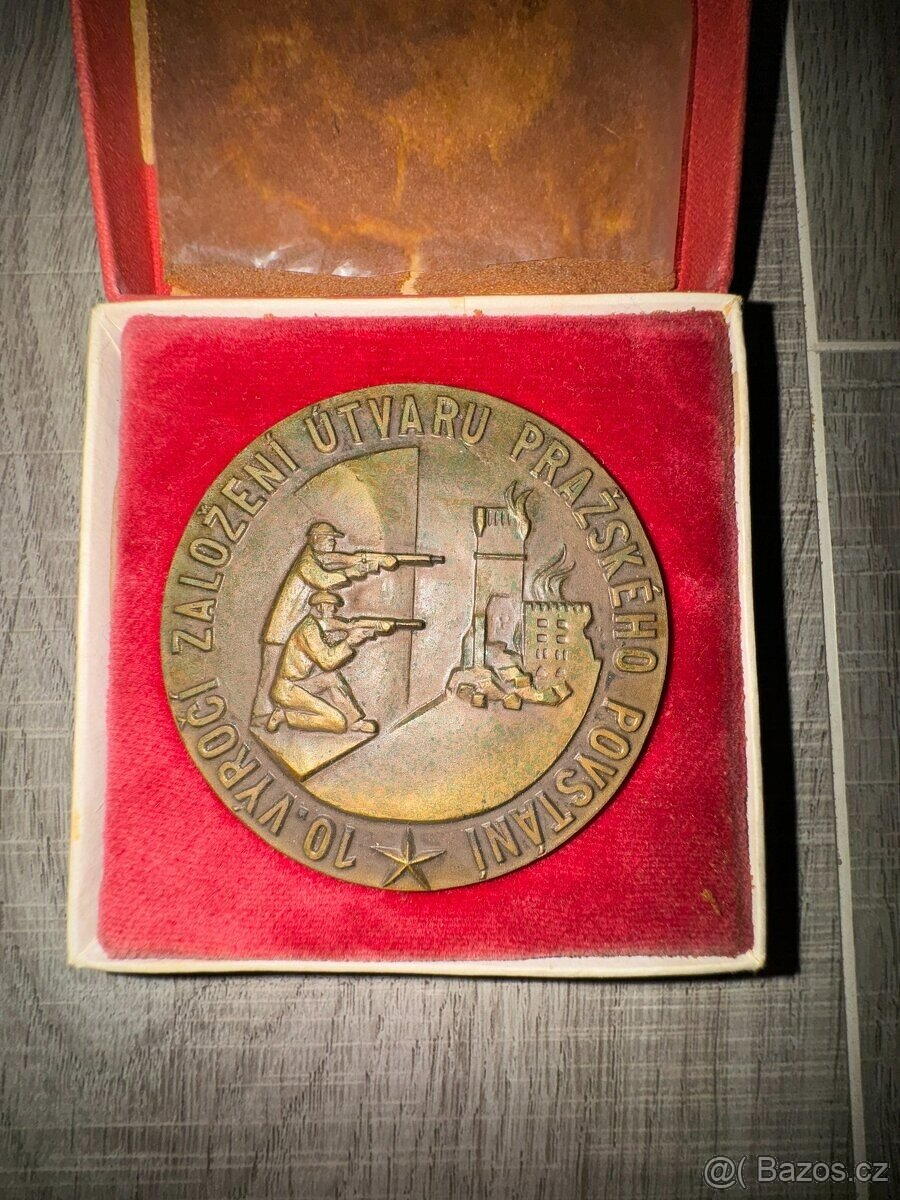 10. VÝROČÍ ZALOŽENÍ ÚTVARU PRAŽSKÉHO POVSTÁNÍ
@( Bazos.cz